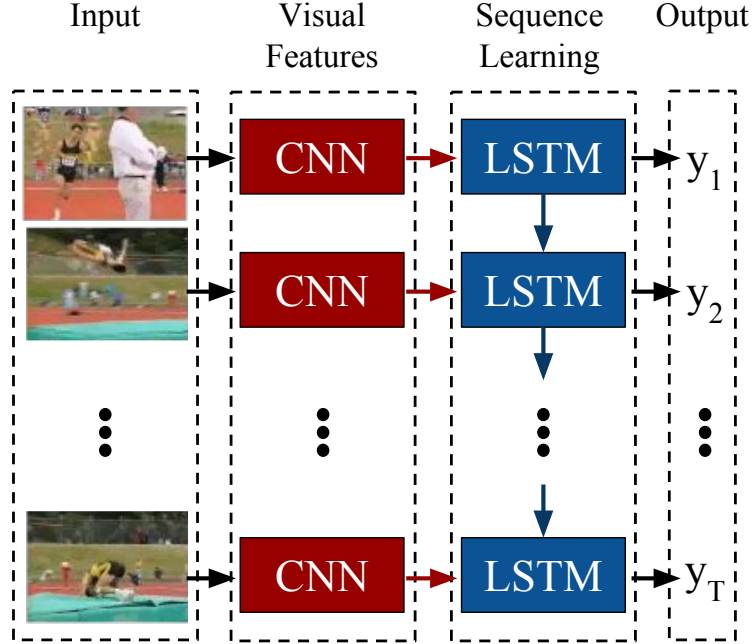 Input
Visual
Features
Sequence
Learning
Output
CNN
LSTM
y1
CNN
LSTM
y2
CNN
LSTM
yT